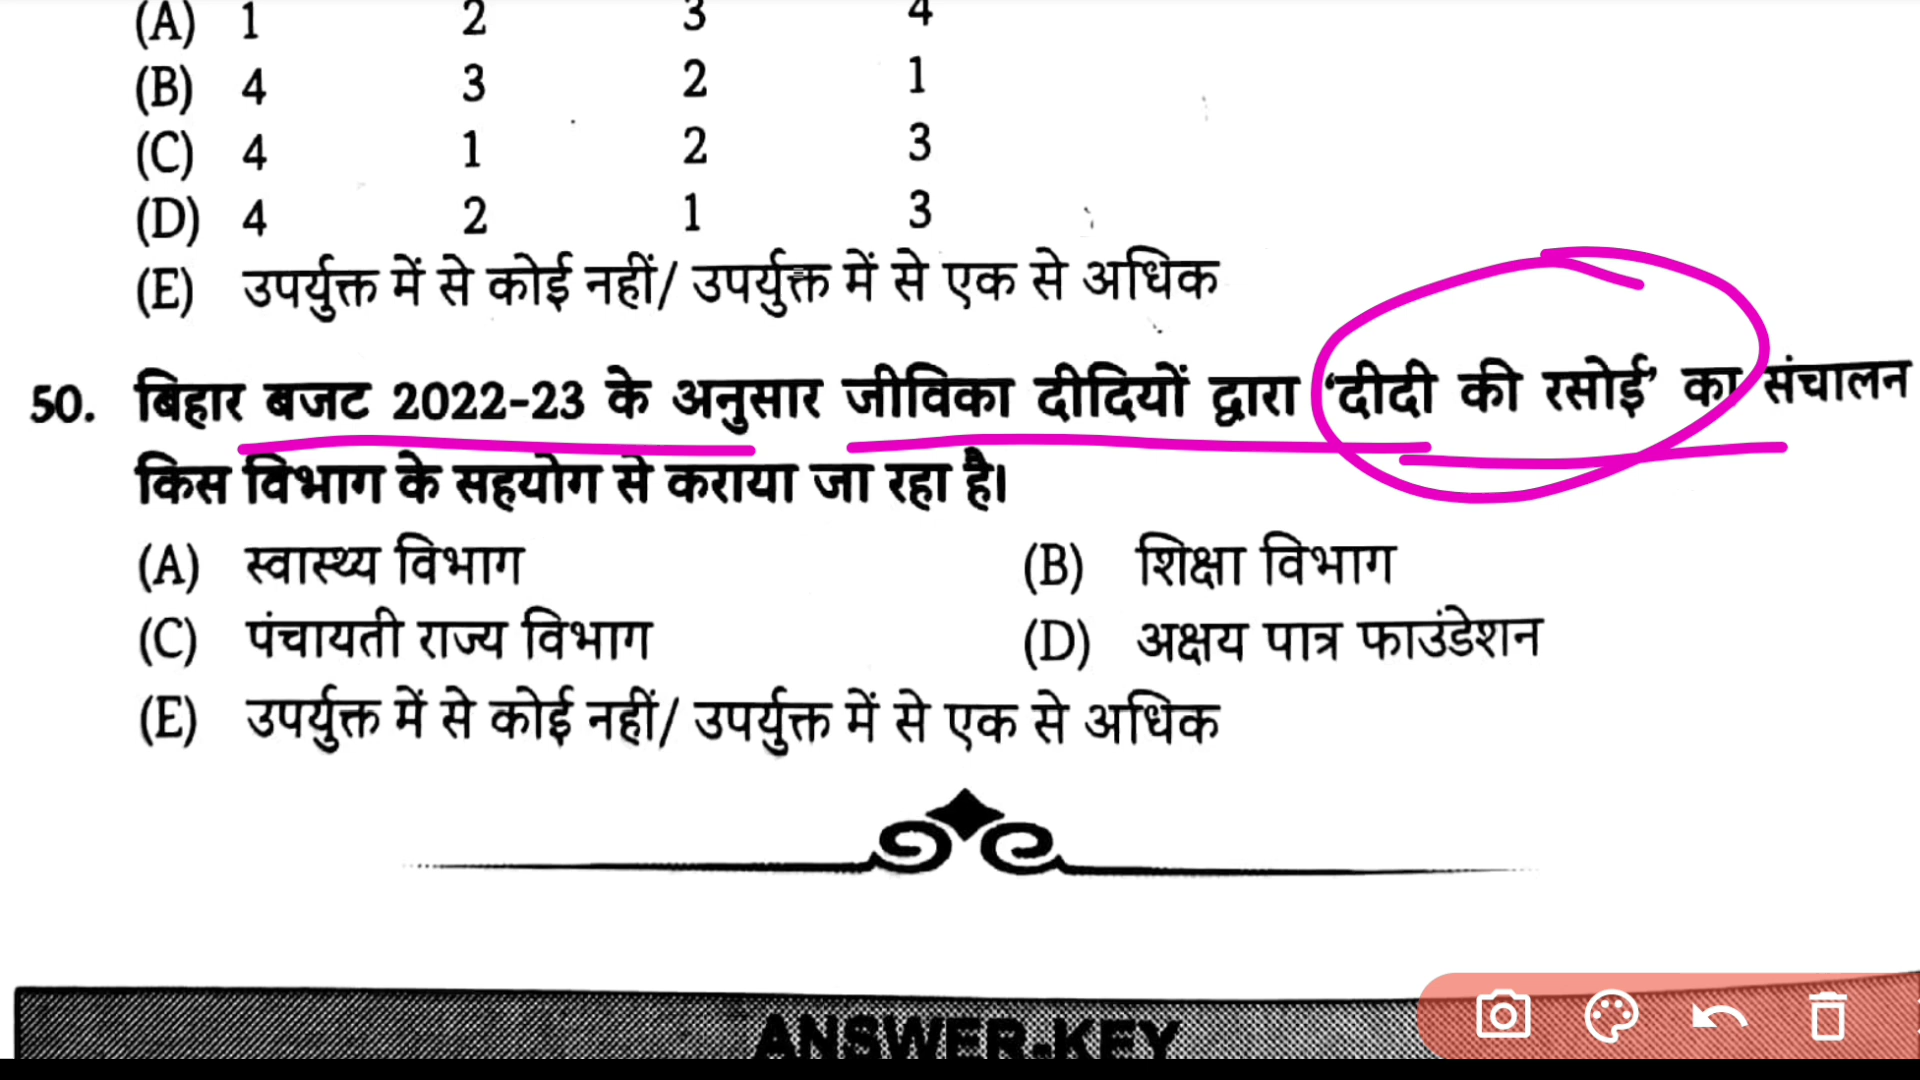 (A) 1 2 3 4
(B) 4 3 2 1
(C) 4 1 2 3
(D) 4 2 1 3
(E) उपर्युक्त में से कोई नहीं/ उपर्युक्त में से एक से अधिक
50. बिहार बजट 2022-23 के अनुसार जीविका दीदियों द्वारा 'दीदी की रसोई' का संचालन
किस विभाग के सहयोग से कराया जा रहा है।
(A) स्वास्थ्य विभाग (B) शिक्षा विभाग
(C) पंचायती राज्य विभाग (D) अक्षय पात्र फाउंडेशन
(E) उपर्युक्त में से कोई नहीं/ उपर्युक्त में से एक से अधिक
ANSWER-KEY